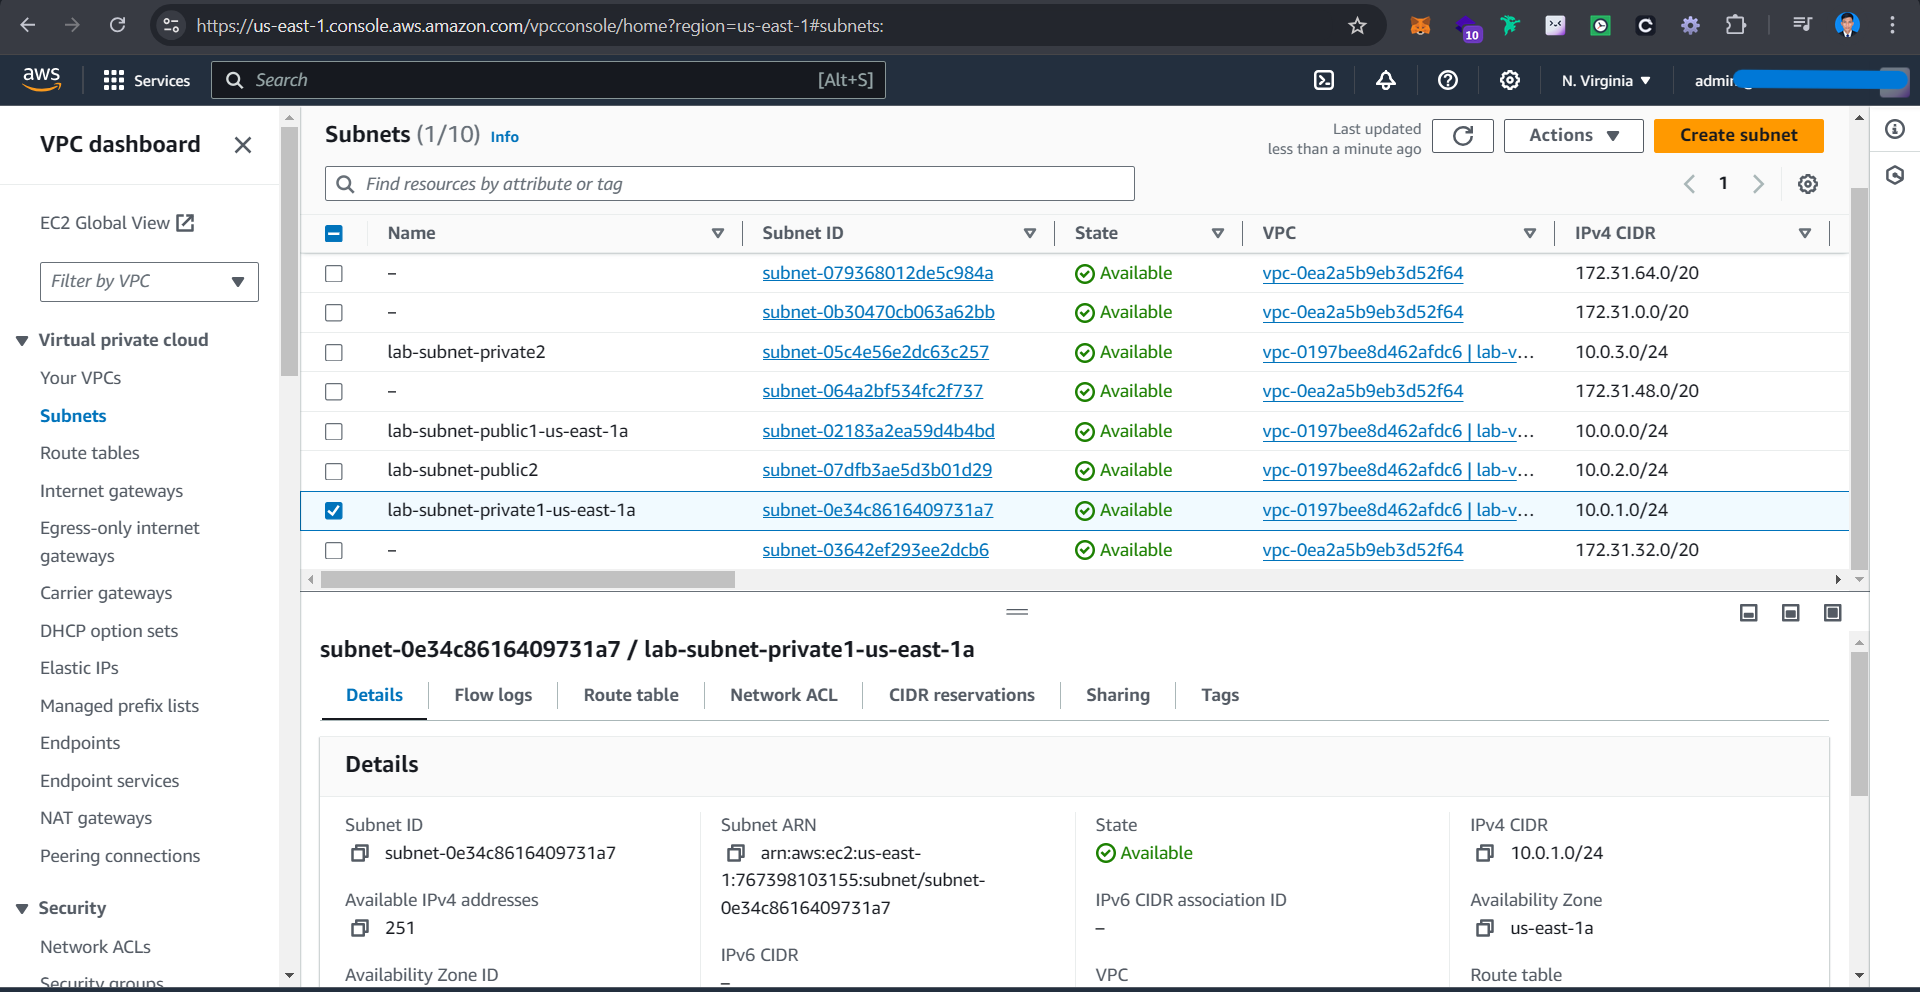 https://us-east-1.console.aws.amazon.com/vpcconsole/home?region=us-east-1#subnets:
10
aws
Services
Search
[Alt+S]
N. Virginia
admin
VPC dashboard
EC2 Global View
Filter by VPC
Virtual private cloud
Your VPCs
Subnets
Route tables
Internet gateways
Egress-only internet
gateways
Carrier gateways
DHCP option sets
Elastic IPs
Managed prefix lists
Endpoints
Endpoint services
NAT gateways
Peering connections
Security
Network ACLs
Security groups
Subnets (1/10) Info
Last updated
less than a minute ago
Actions
Create subnet
Find resources by attribute or tag
1
Name Subnet ID State VPC IPv4 CIDR
– subnet-079368012de5c984a Available vpc-0ea2a5b9eb3d52f64 172.31.64.0/20
– subnet-0b30470cb063a62bb Available vpc-0ea2a5b9eb3d52f64 172.31.0.0/20
lab-subnet-private2 subnet-05c4e56e2dc63c257 Available vpc-0197bee8d462afdc6 | lab-v... 10.0.3.0/24
– subnet-064a2bf534fc2f737 Available vpc-0ea2a5b9eb3d52f64 172.31.48.0/20
lab-subnet-public1-us-east-1a subnet-02183a2ea59d4b4bd Available vpc-0197bee8d462afdc6 | lab-v... 10.0.0.0/24
lab-subnet-public2 subnet-07dfb3ae5d3b01d29 Available vpc-0197bee8d462afdc6 | lab-v... 10.0.2.0/24
lab-subnet-private1-us-east-1a subnet-0e34c8616409731a7 Available vpc-0197bee8d462afdc6 | lab-v... 10.0.1.0/24
– subnet-03642ef293ee2dcb6 Available vpc-0ea2a5b9eb3d52f64 172.31.32.0/20
subnet-0e34c8616409731a7 / lab-subnet-private1-us-east-1a
Details Flow logs Route table Network ACL CIDR reservations Sharing Tags
Details
Subnet ID
subnet-0e34c8616409731a7
Available IPv4 addresses
251
Availability Zone ID
Subnet ARN
arn:aws:ec2:us-east-
1:767398103155:subnet/subnet-
0e34c8616409731a7
IPv6 CIDR
–
State
Available
IPv6 CIDR association ID
–
VPC
IPv4 CIDR
10.0.1.0/24
Availability Zone
us-east-1a
Route table